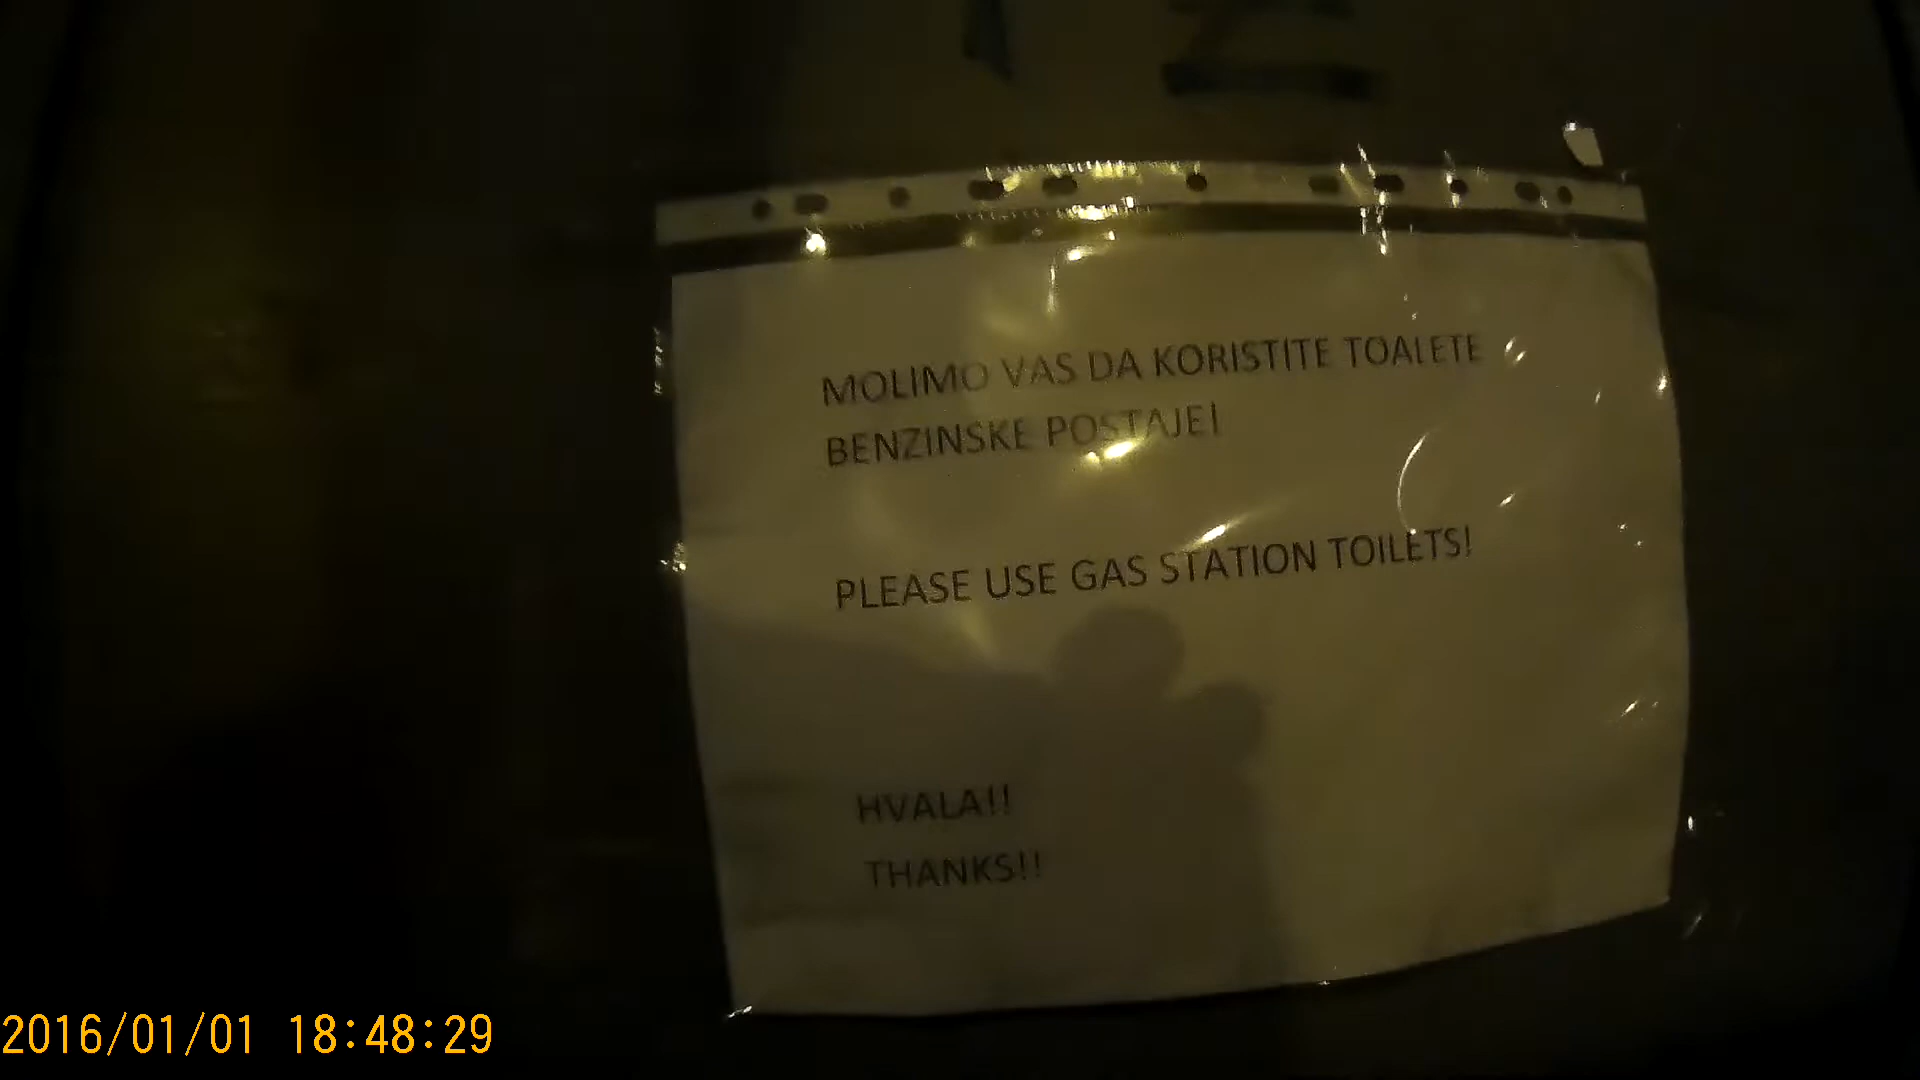 MOLIMO VAS DA KORISTITE TOALETE
BENZINSKE POSTAJE!
PLEASE USE GAS STATION TOILETS!
HVALA!!
THANKS!!
2016/01/01 18:48:29